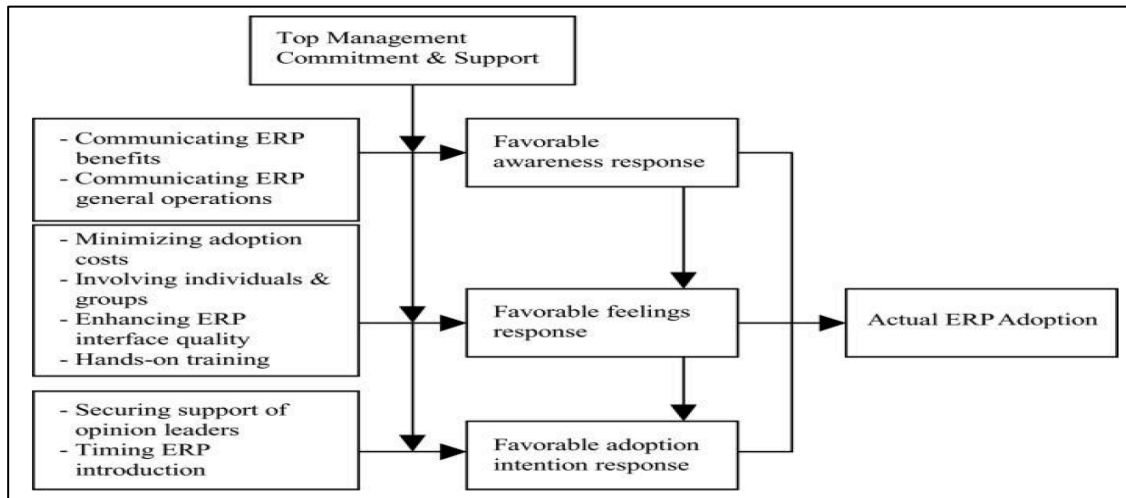 Top Management
Commitment & Support
- Communicating ERP
benefits
- Communicating ERP
general operations
Favorable
awareness response
- Minimizing adoption
costs
- Involving individuals &
groups
- Enhancing ERP
interface quality
- Hands-on training
Favorable feelings
response
Actual ERP Adoption
- Securing support of
opinion leaders
- Timing ERP
introduction
Favorable adoption
intention response